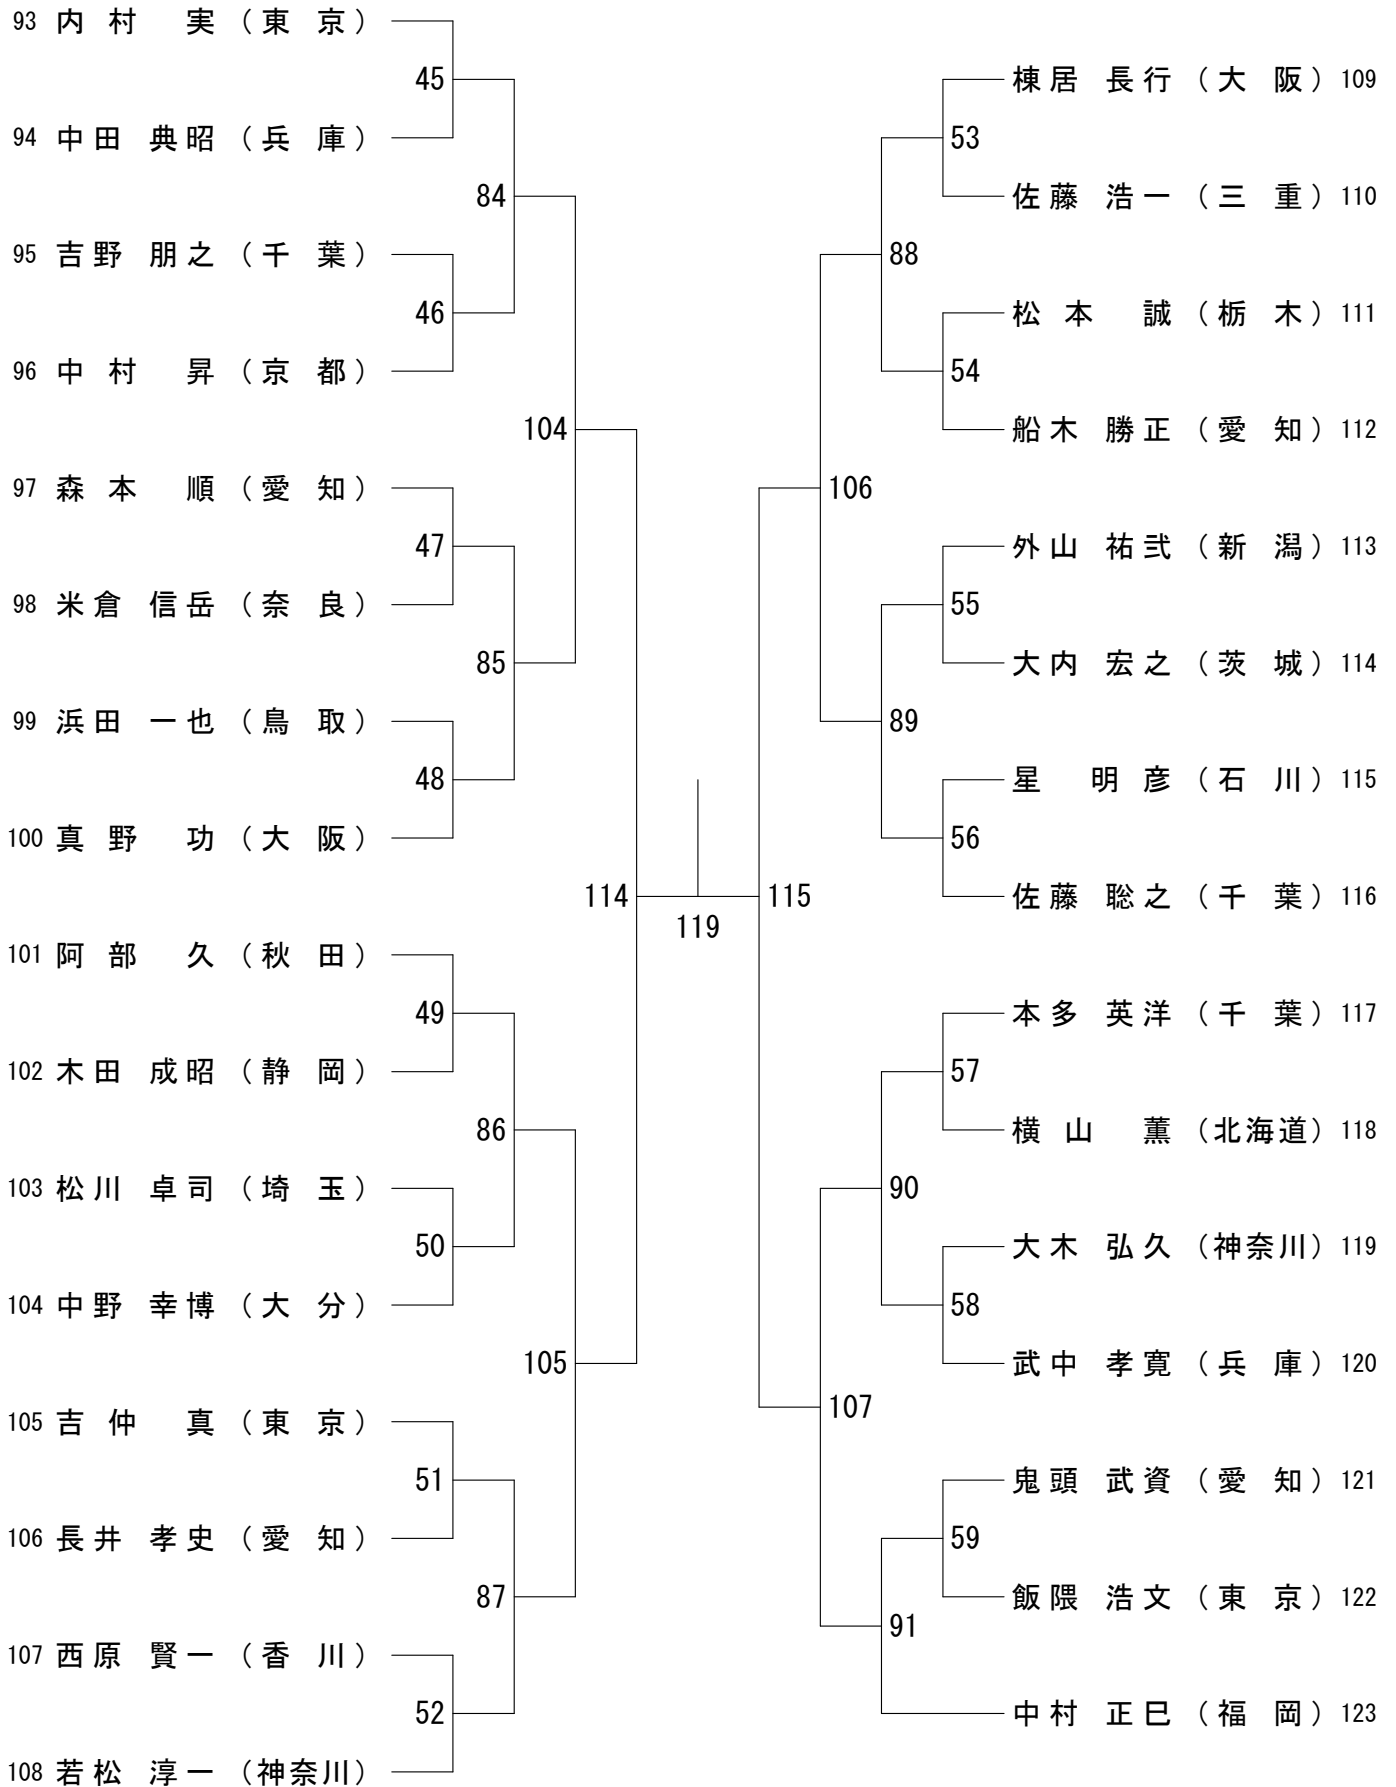 93 内村 実 (東京)
45
94 中田 典昭 (兵庫)
84
95 吉野 朋之 (千葉)
46
96 中村 昇 (京都)
104
97 森本 順 (愛知)
47
98 米倉 信岳 (奈良)
85
99 浜田 一也 (鳥取)
48
100 真野 功 (大阪)
114
101 阿部 久 (秋田)
49
102 木田 成昭 (静岡)
86
103 松川 卓司 (埼玉)
50
104 中野 幸博 (大分)
105
105 吉仲 真 (東京)
51
106 長井 孝史 (愛知)
87
107 西原 賢一 (香川)
52
108 若松 淳一 (神奈川)
119
棟居 長行 (大阪) 109
53
佐藤 浩一 (三重) 110
88
松本 誠 (栃木) 111
54
船木 勝正 (愛知) 112
106
外山 祐弐 (新潟) 113
55
大内 宏之 (茨城) 114
89
星 明彦 (石川) 115
56
佐藤 聡之 (千葉) 116
115
本多 英洋 (千葉) 117
57
横山 薫 (北海道) 118
90
大木 弘久 (神奈川) 119
58
武中 孝寛 (兵庫) 120
107
鬼頭 武資 (愛知) 121
59
飯隈 浩文 (東京) 122
91
中村 正巳 (福岡) 123